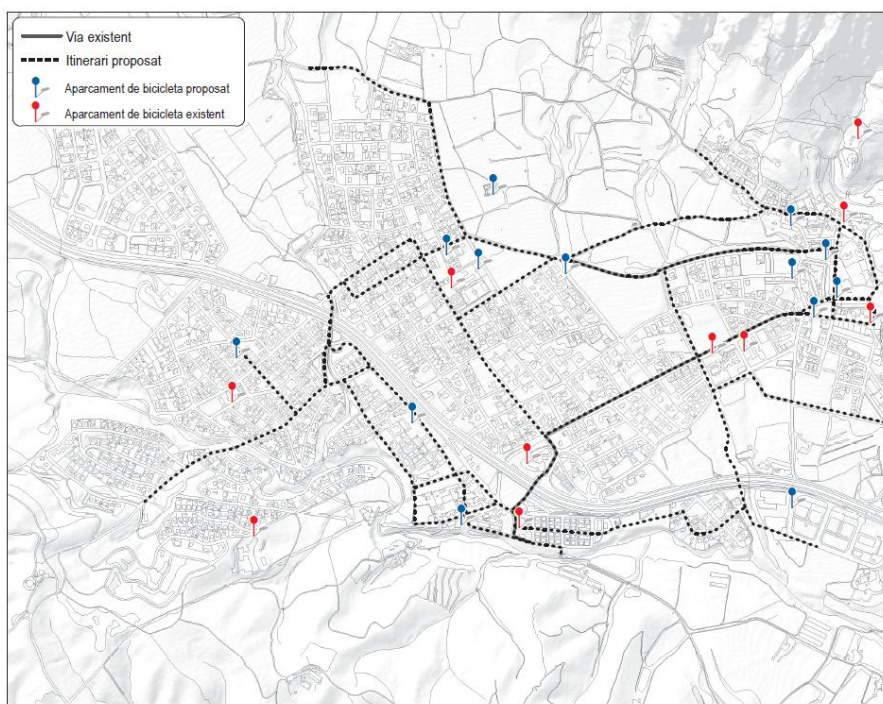 Via existent
Itinerari proposat
Aparcament de bicicleta proposat
Aparcament de bicicleta existent